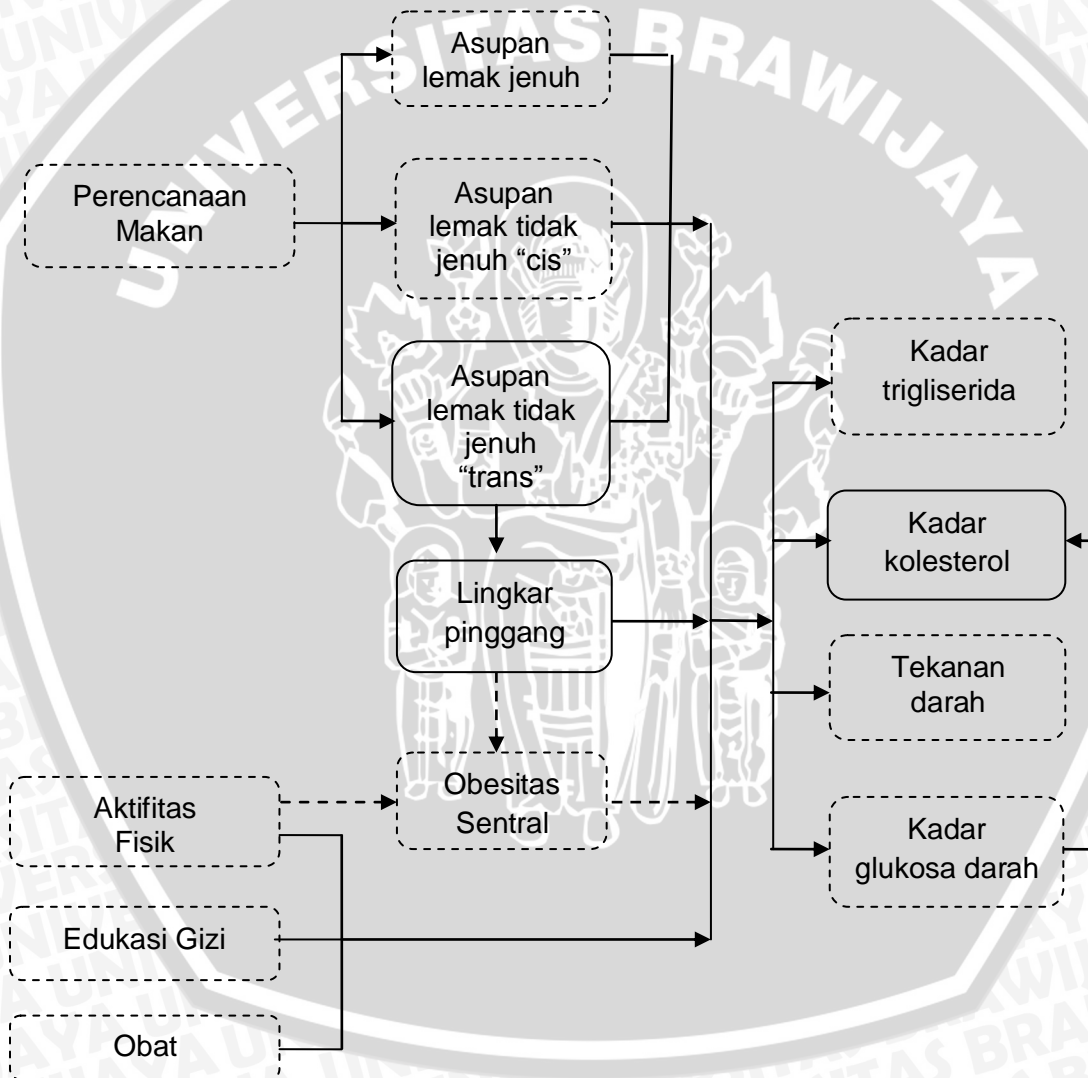 UNIVERSITAS BRAWIJAYA
Asupan
lemak jenuh
Perencanaan
Makan
Asupan
lemak tidak
jenuh “cis”
Asupan
lemak tidak
jenuh
“trans”
Lingkar
pinggang
Obesitas
Sentral
Aktifitas
Fisik
Edukasi Gizi
Obat
Kadar
trigliserida
Kadar
kolesterol
Tekanan
darah
Kadar
glukosa darah